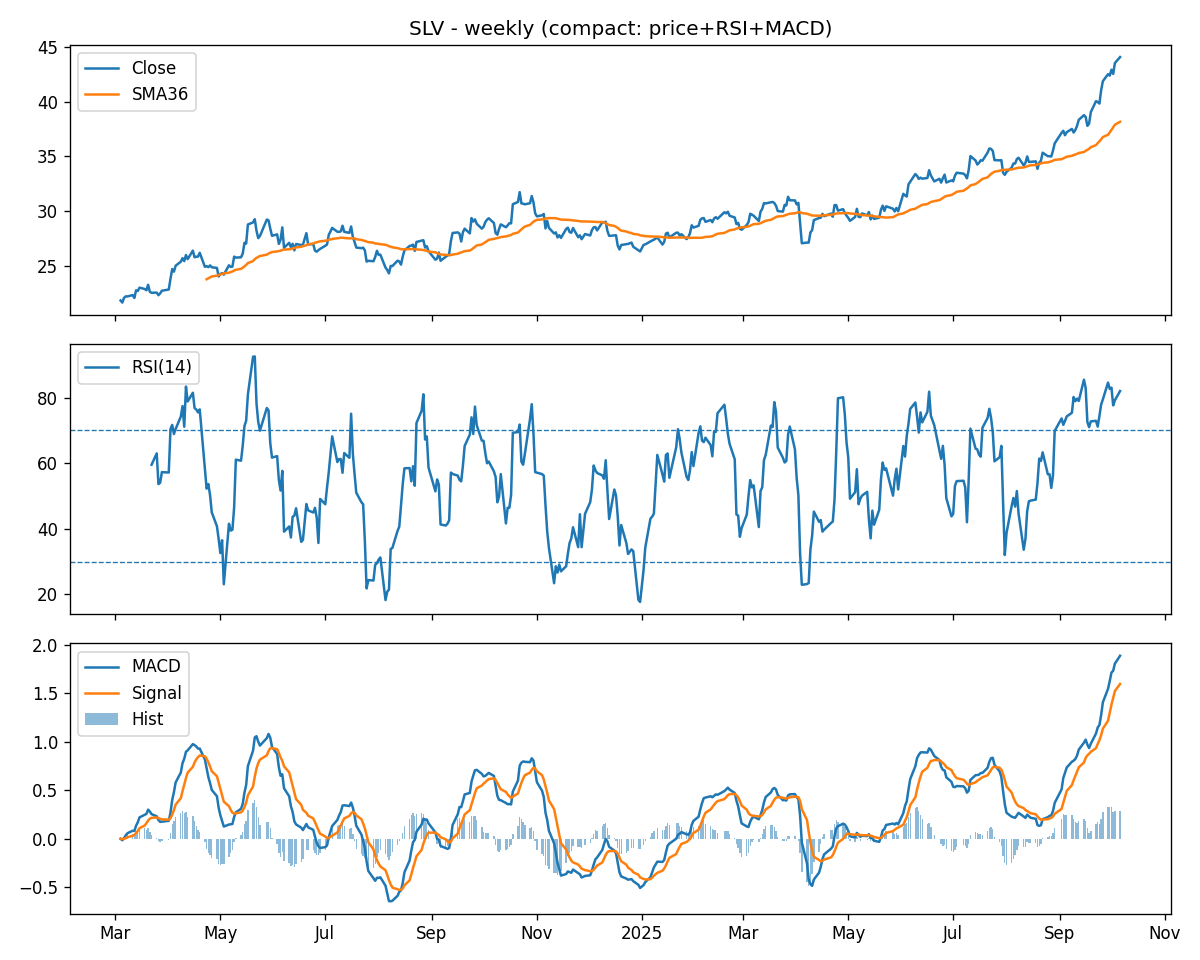 SLV - weekly (compact: price+RSI+MACD)
45
40
35
30
25
Close
SMA36
80
60
40
20
RSI(14)
2.0
1.5
1.0
0.5
0.0
−0.5
MACD
Signal
Hist
Mar May Jul Sep Nov 2025 Mar May Jul Sep Nov